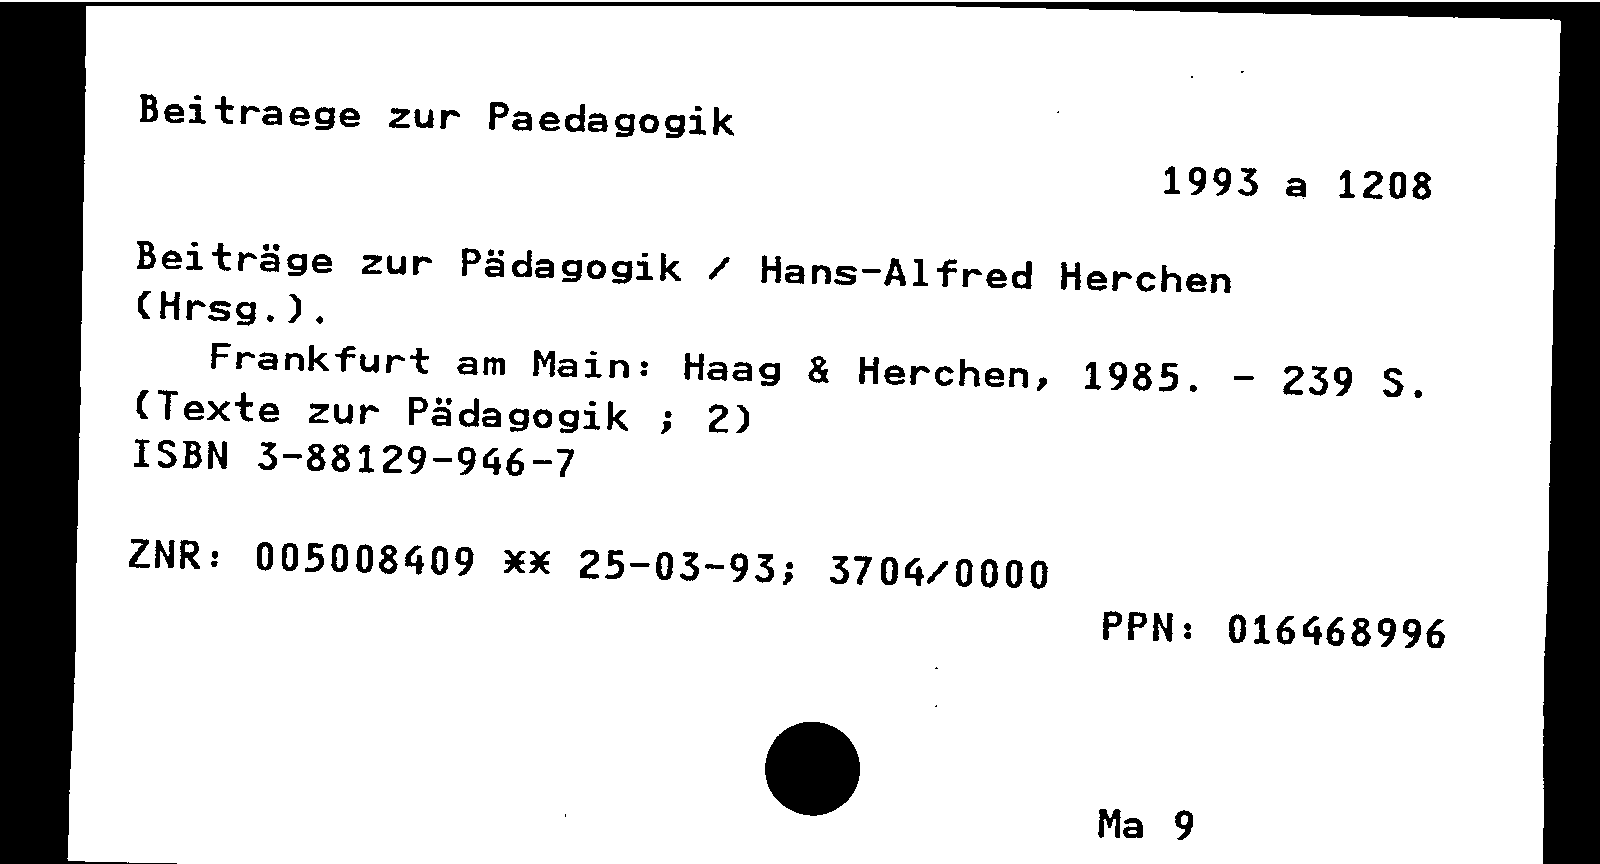 Beitraege zur Paedagogik
1993 a 1208
Beiträge zur Pädagogik / Hans-Alfred Herchen
(Hrsg.).
Frankfurt am Main: Haag & Herchen, 1985. - 239 S.
(Texte zur Pädagogik ; 2)
ISBN 3-88129-946-7
ZNR: 005008409 ** 25-03-93; 3704/0000
PPN: 016468996
Ma 9